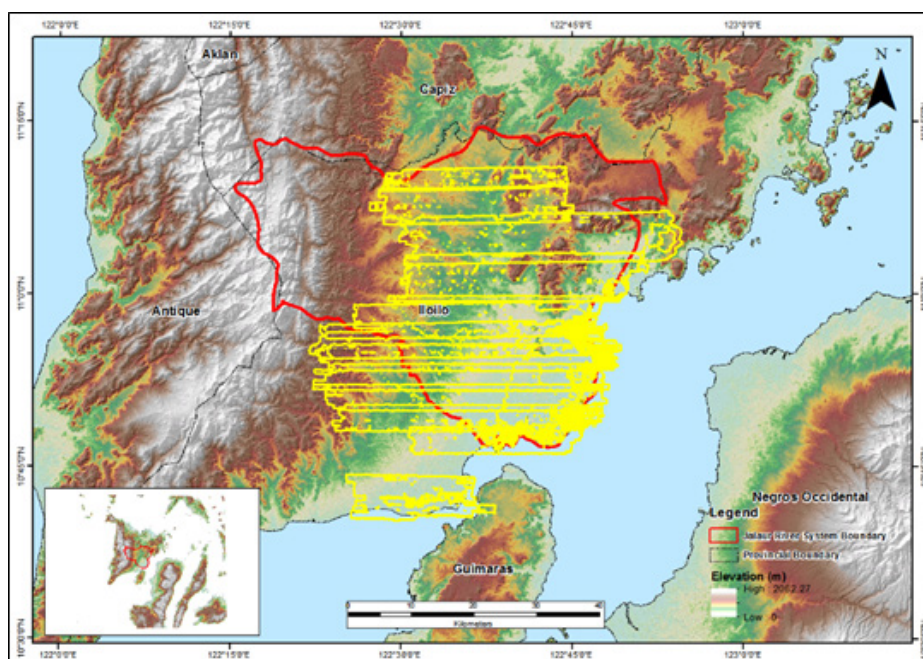 122°0'0"E 122°15'0"E 122°30'0"E 122°45'0"E 123°0'0"E
Aklan
Capiz
N
11°15'0"N
11°0'0"N
Antique
Iloilo
10°45'0"N
Negros Occidental
Legend
Jalaur River System Boundary
Provincial Boundary
Elevation (m)
High 2052.27
Low 0
Guimaras
0 10 20 30 40
Kilometers
10°30'0"N
122°0'0"E 122°15'0"E 122°30'0"E 122°45'0"E 123°0'0"E